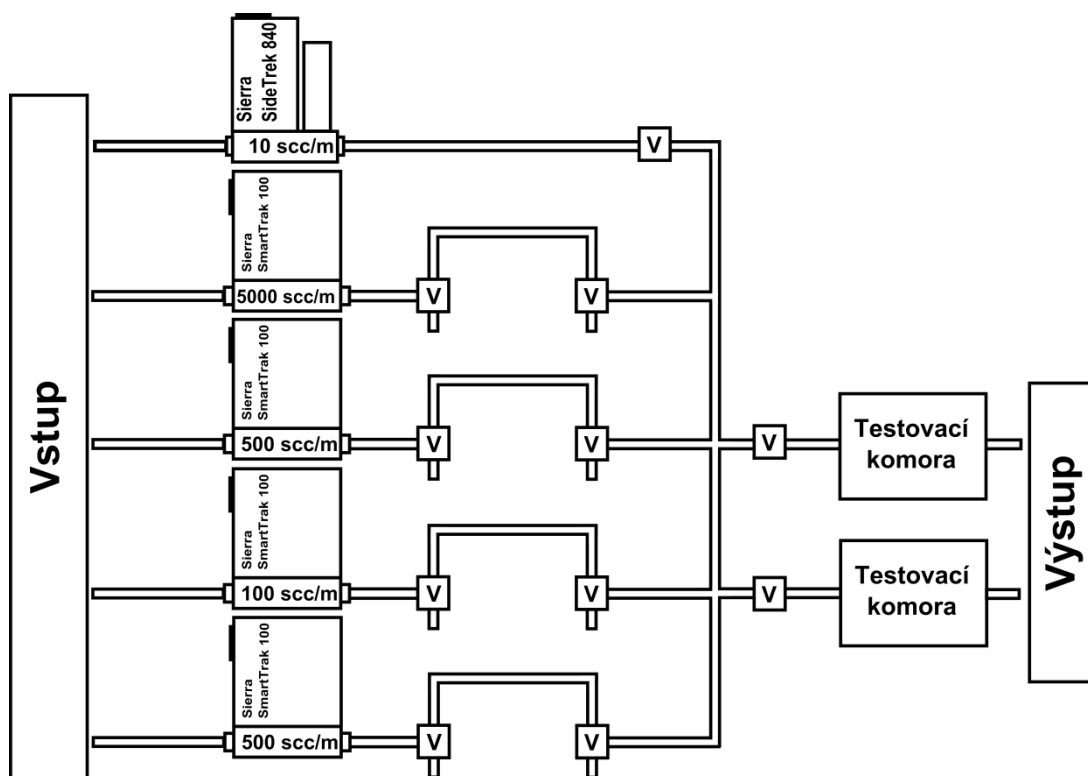 Vstup
Sierra
SideTrek 840
10 scc/m
V
Sierra
SmartTrak 100
5000 scc/m
V
V
Sierra
SmartTrak 100
500 scc/m
V
V
V
Testovací
komora
Sierra
SmartTrak 100
100 scc/m
V
V
V
Testovací
komora
Sierra
SmartTrak 100
500 scc/m
V
V
Výstup